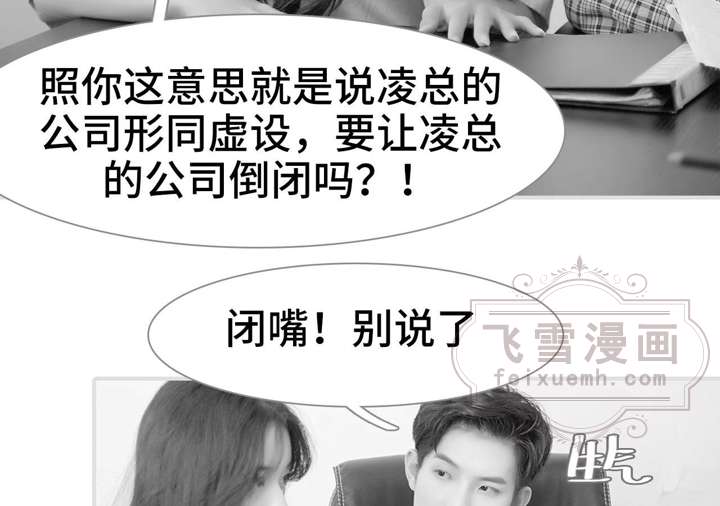 照你这意思就是说凌总的
公司形同虚设，要让凌总
的公司倒闭吗？！
闭嘴！别说了
飞雪漫画
feixuemh.com
生气